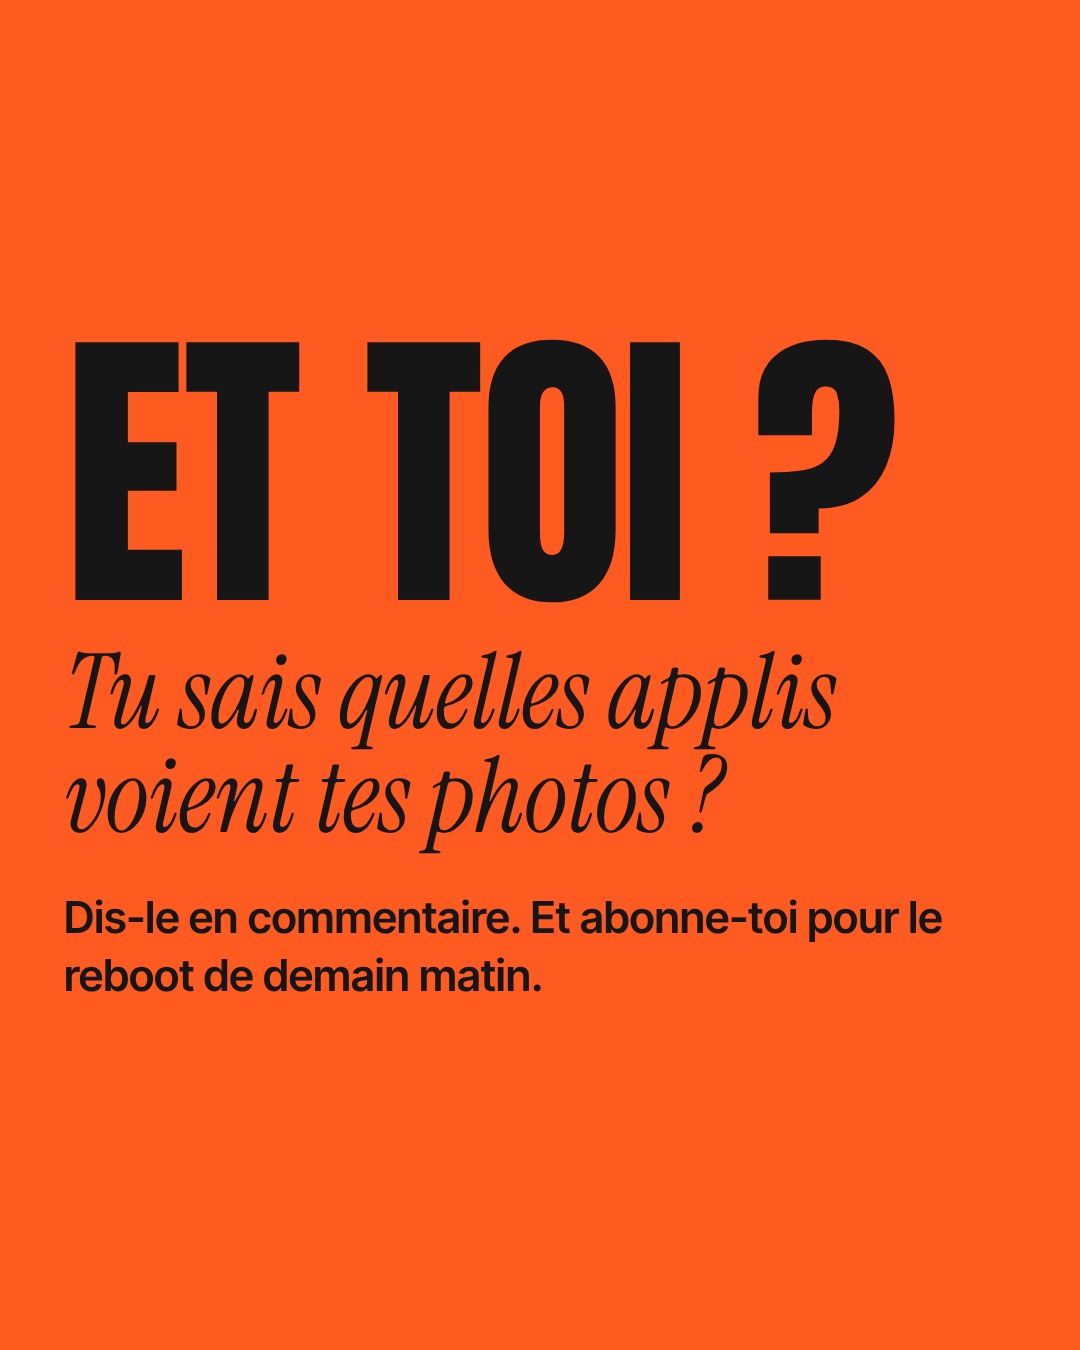 ET TOI ?
Tu sais quelles applis
voient tes photos ?
Dis-le en commentaire. Et abonne-toi pour le
reboot de demain matin.